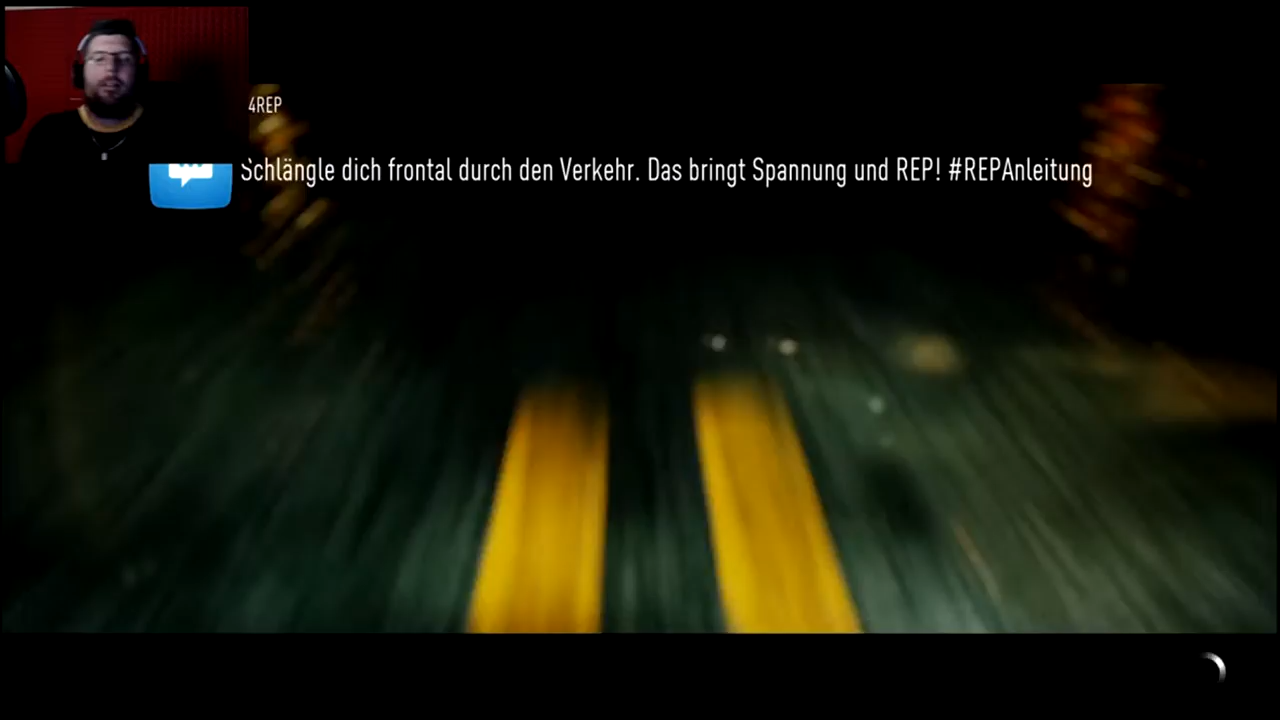 4REP
Schlängle dich frontal durch den Verkehr. Das bringt Spannung und REP! #REPAnleitung